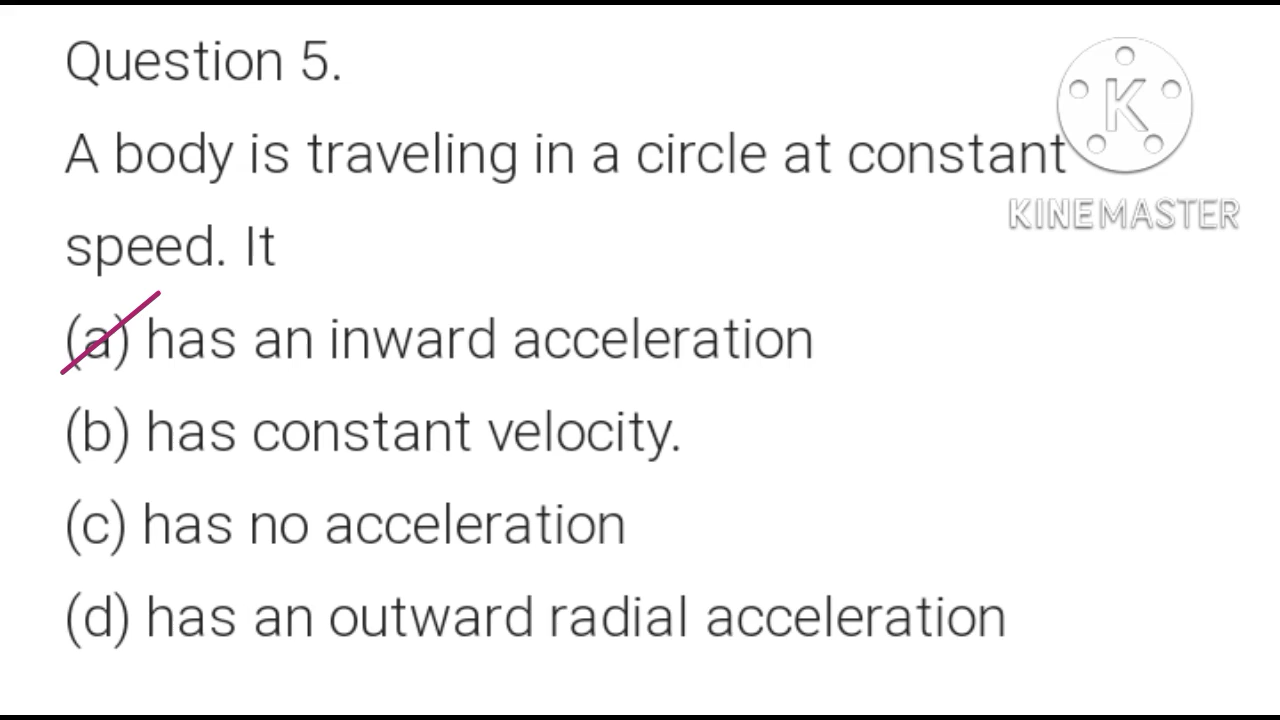 Question 5.
A body is traveling in a circle at constant
speed. It
(a) has an inward acceleration
(b) has constant velocity.
(c) has no acceleration
(d) has an outward radial acceleration
K
KINEMASTER